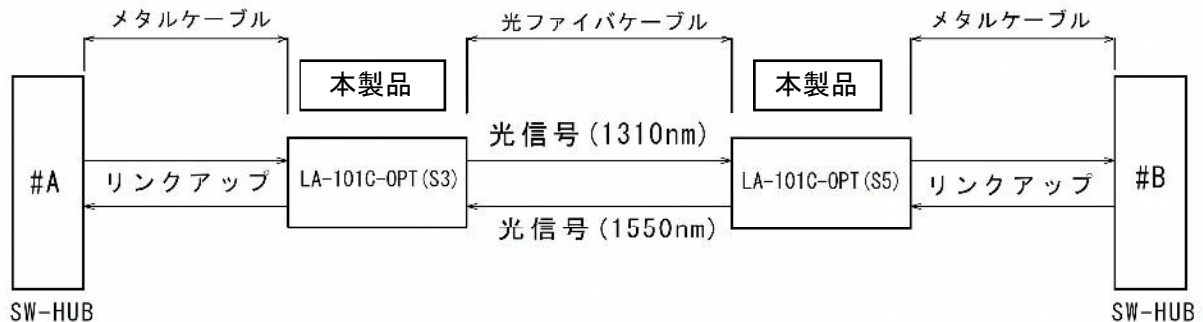 メタルケーブル
光ファイバケーブル
メタルケーブル
本製品
本製品
光信号(1310nm)
#A
リンクアップ
LA-101C-OPT(S3)
LA-101C-OPT(S5)
リンクアップ
#B
光信号(1550nm)
SW-HUB
SW-HUB